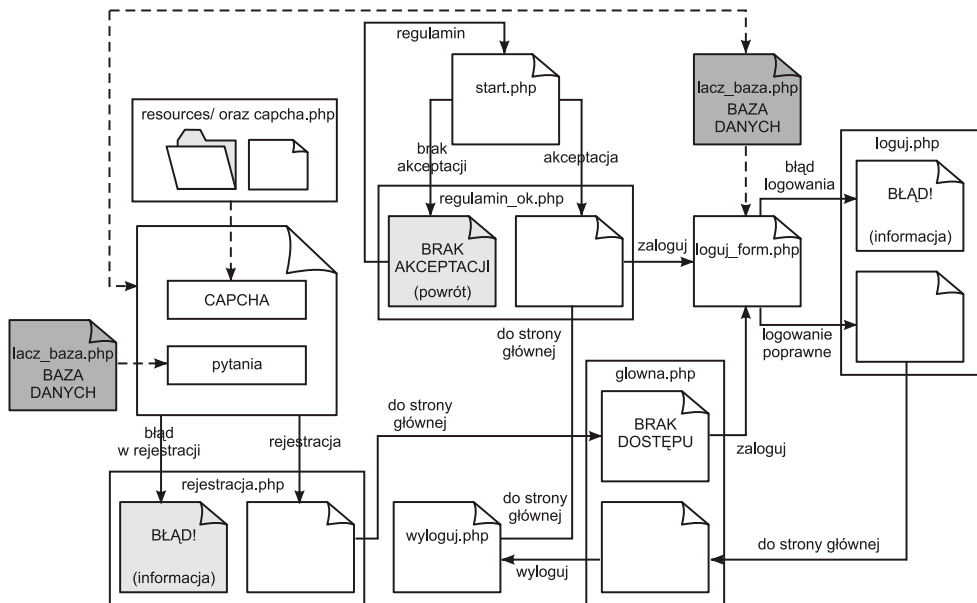 regulamin
start.php
lacz_baza.php
BAZA
DANYCH
resources/ oraz capcha.php
brak
akceptacji
akceptacja
regulamin_ok.php
BRAK
AKCEPTACJI
(powrót)
zaloguj
loguj_form.php
błąd
logowania
loguj.php
BŁĄD!
(informacja)
logowanie
poprawne
CAPCHA
pytania
lacz_baza.php
BAZA
DANYCH
do strony
głównej
błąd
w rejestracji
rejestracja
do strony
głównej
glowna.php
BRAK
DOSTĘPU
zaloguj
rejestracja.php
BŁĄD!
(informacja)
wyloguj.php
do strony
głównej
wyloguj
do strony głównej